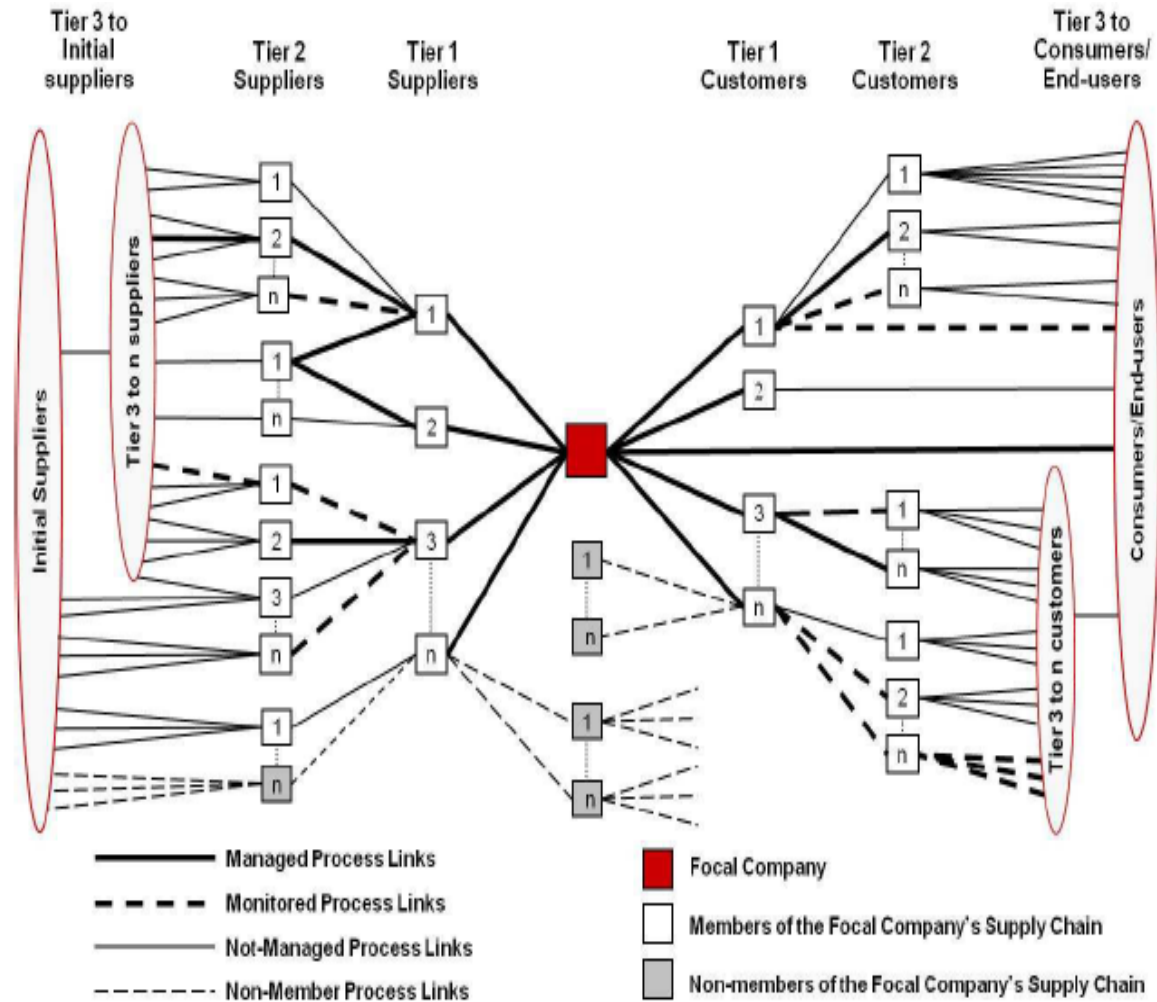 Tier 3 to
Initial
suppliers
Tier 2
Suppliers
Tier 1
Suppliers
Tier 1
Customers
Tier 2
Customers
Tier 3 to
Consumers/
End-users
Initial Suppliers
Tier 3 to n suppliers
1
2
n
1
n
1
2
3
n
1
n
1
2
3
n
1
n
1
n
1
2
3
n
1
2
n
1
n
1
2
n
Tier 3 to n customers
Consumers/End-users
Managed Process Links
Monitored Process Links
Not-Managed Process Links
Non-Member Process Links
Focal Company
Members of the Focal Company's Supply Chain
Non-members of the Focal Company's Supply Chain